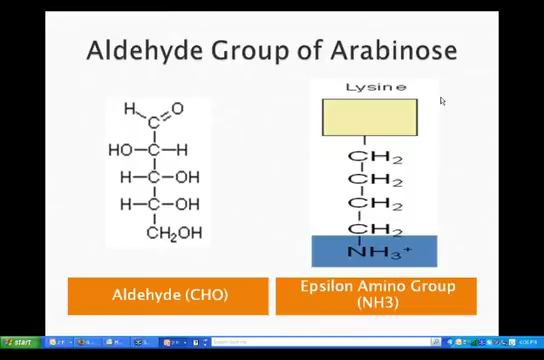 Aldehyde Group of Arabinose
Lysine
H O
C
HO C H
H C OH
H C OH
CH2OH
CH2
CH2
CH2
CH2
NH3+
Aldehyde (CHO)
Epsilon Amino Group
(NH3)
start